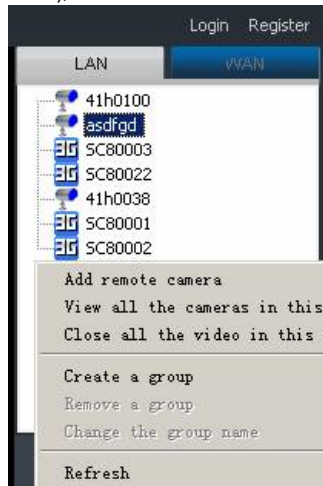 Login Register
LAN WAN
41h0100
asdfgd
3G SC80003
3G SC80022
41h0038
3G SC80001
3G SC80002
Add remote camera
View all the cameras in this
Close all the video in this
Create a group
Remove a group
Change the group name
Refresh